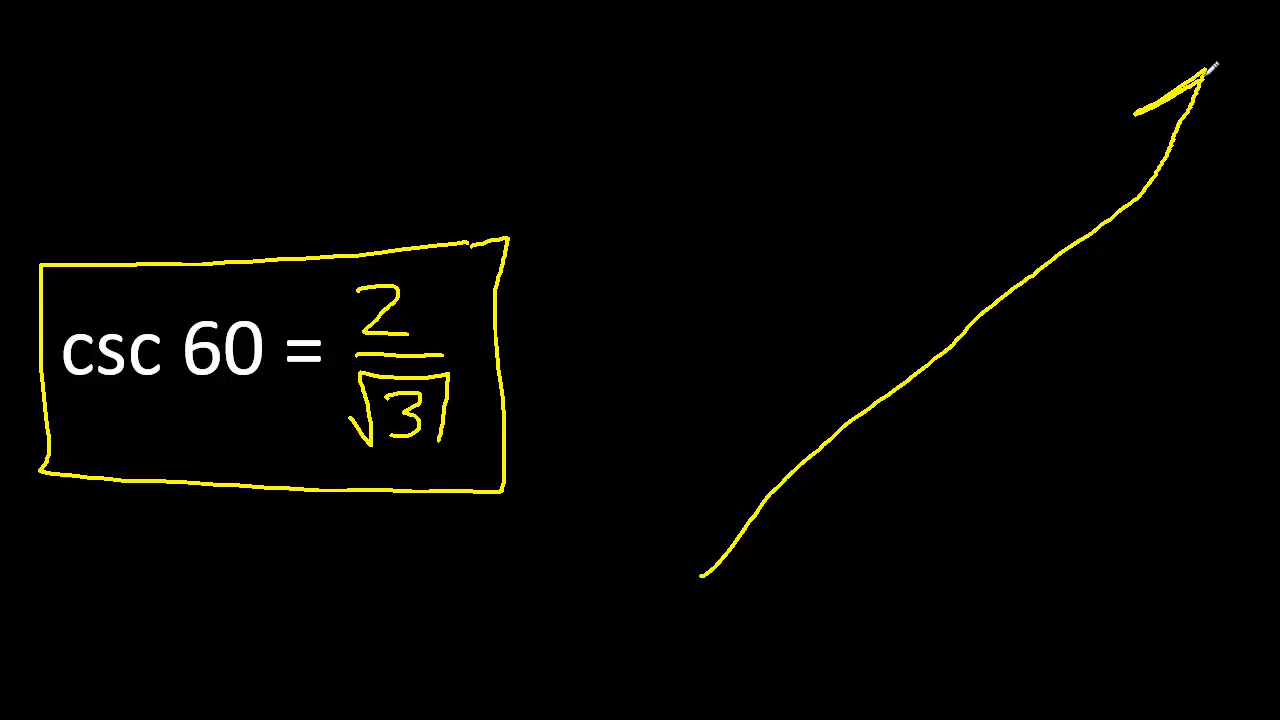 csc 60 = 2/√3